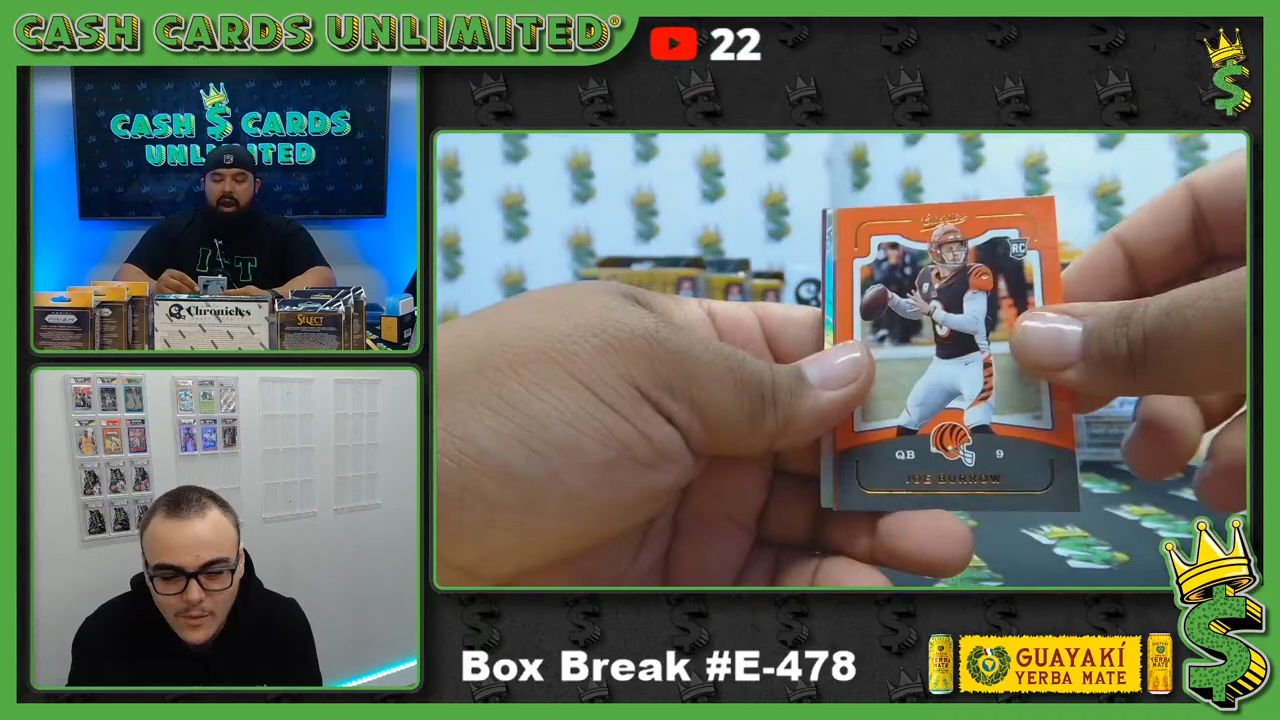 CASH CARDS UNLIMITED®
22
CASH $ CARDS
UNLIMITED
Chronicles
SELECT
RC
QB 9
JOE BURROW
Box Break #E-478
GUAYAKÍ
YERBA MATE